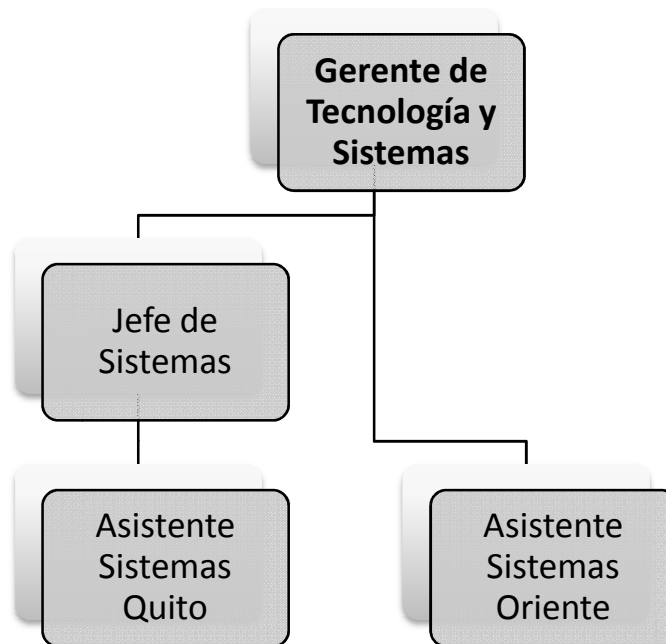 Gerente de
Tecnología y
Sistemas
Jefe de
Sistemas
Asistente
Sistemas
Quito
Asistente
Sistemas
Oriente